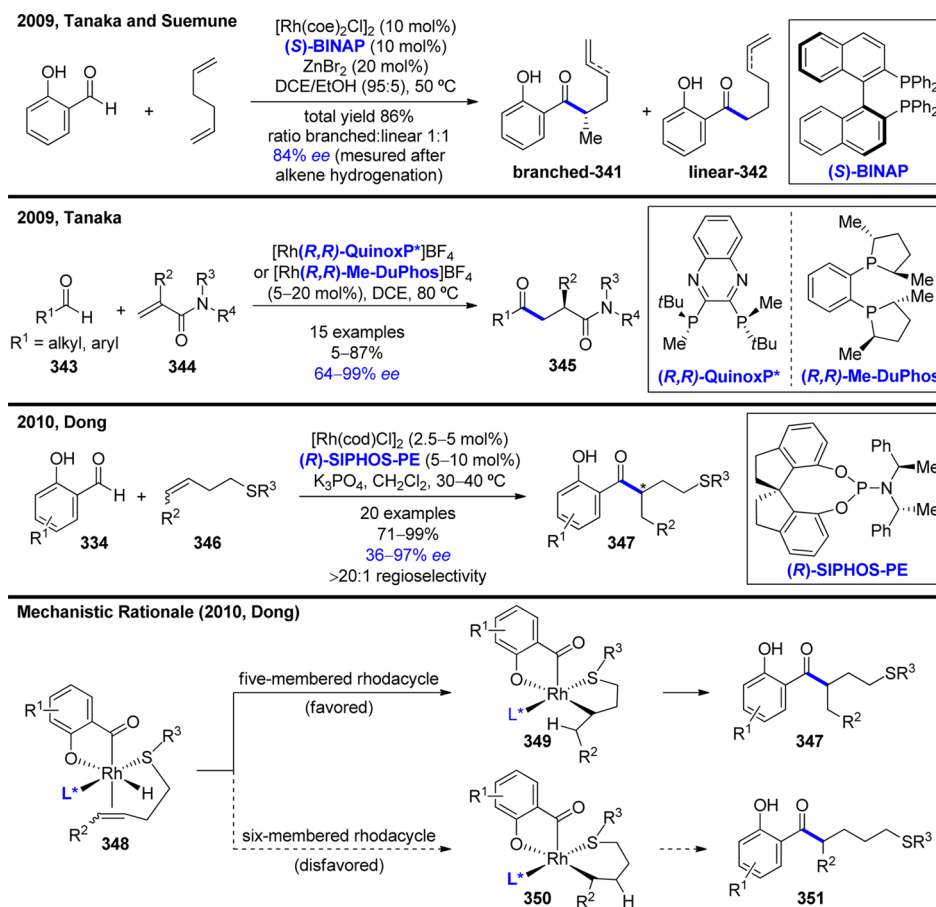 2009, Tanaka and Suemune
[Rh(coe)2Cl]2 (10 mol%)
(S)-BINAP (10 mol%)
ZnBr2 (20 mol%)
DCE/EtOH (95:5), 50 ºC
total yield 86%
ratio branched:linear 1:1
84% ee (mesured after
alkene hydrogenation)
OH
O
H
+
OH
O
Me
branched-341
+
OH
O
linear-342
PPh2
PPh2
(S)-BINAP
2009, Tanaka
O
R1
H
R1 = alkyl, aryl
343
+
R2
R3
N
R4
O
344
[Rh(R,R)-QuinoxP*]BF4
or [Rh(R,R)-Me-DuPhos]BF4
(5–20 mol%), DCE, 80 ºC
15 examples
5–87%
64–99% ee
O
R1
R2
R3
N
R4
O
345
N
N
tBu
P
Me
Me
P
tBu
(R,R)-QuinoxP*
Me
P
Me
Me
P
Me
(R,R)-Me-DuPhos
2010, Dong
OH
O
H
R1
334
+
SR3
R2
346
[Rh(cod)Cl]2 (2.5–5 mol%)
(R)-SIPHOS-PE (5–10 mol%)
K3PO4, CH2Cl2, 30–40 ºC
20 examples
71–99%
36–97% ee
>20:1 regioselectivity
OH
O
*
SR3
R1
R2
347
O
P
N
O
Ph
Me
Me
Ph
(R)-SIPHOS-PE
Mechanistic Rationale (2010, Dong)
R1
O
R3
O
S
Rh
L*
H
R2
348
five-membered rhodacycle
(favored)
six-membered rhodacycle
(disfavored)
R1
O
R3
O
S
Rh
L*
H
R2
349
OH
O
SR3
R1
R2
347
R1
O
R3
O
S
Rh
L*
R2
H
350
OH
O
SR3
R1
R2
351